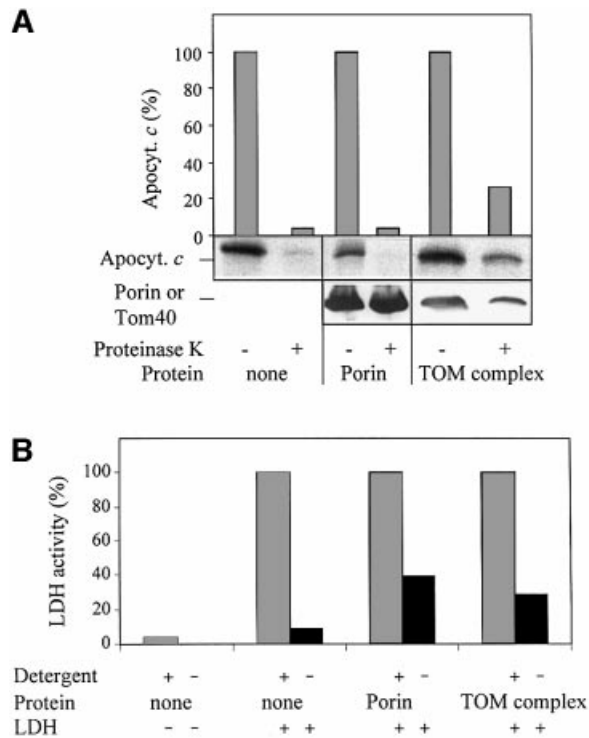 A
Apocyt. c (%)
100
80
60
40
20
0
Apocyt. c
Porin or
Tom40
Proteinase K - + - + - +
Protein none Porin TOM complex
B
LDH activity (%)
100
80
60
40
20
0
Detergent + − + − + − + −
Protein none none Porin TOM complex
LDH − − + + + + + +